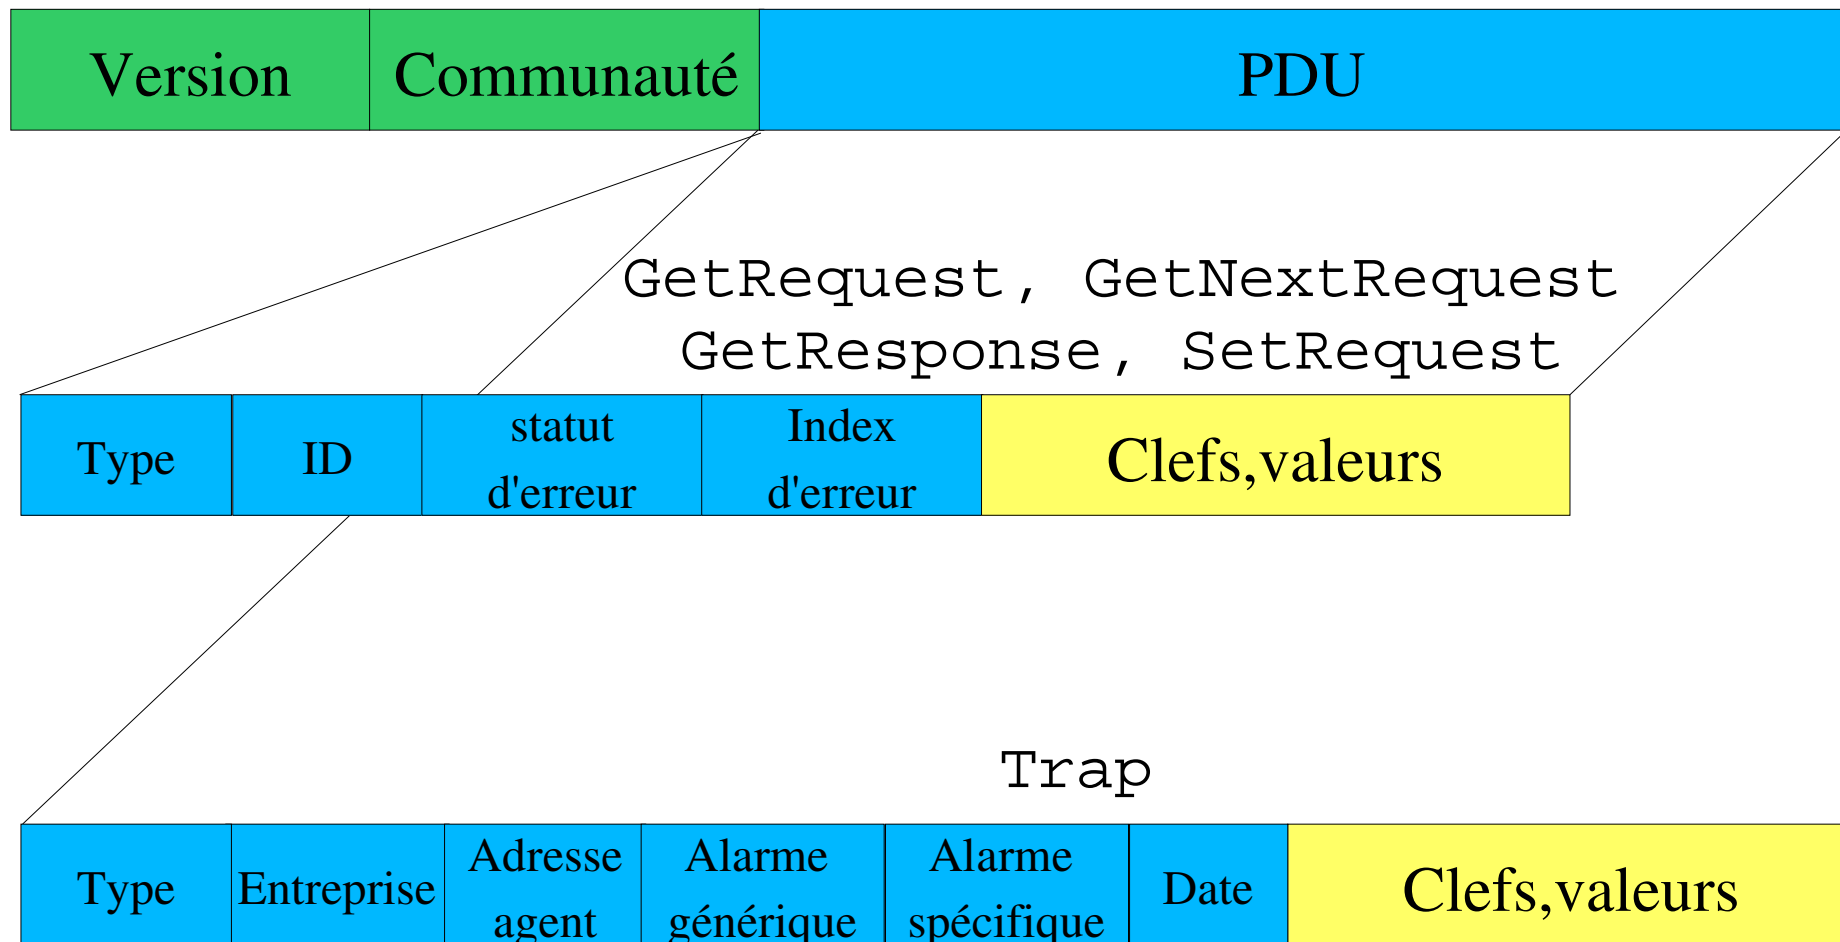 Version Communauté PDU
GetRequest, GetNextRequest
GetResponse, SetRequest
Type ID statut d'erreur Index d'erreur Clefs,valeurs
Trap
Type Entreprise Adresse agent Alarme générique Alarme spécifique Date Clefs,valeurs